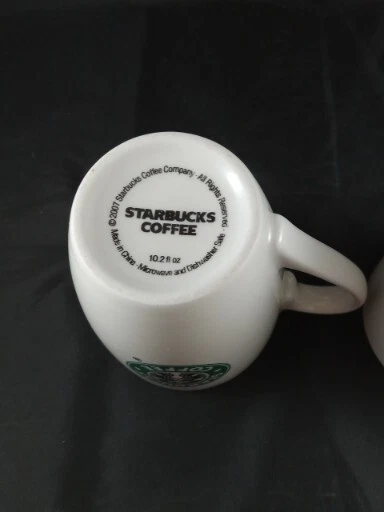 © 2007 Starbucks Coffee Company · All Rights Reserved
STARBUCKS
COFFEE
10.2 fl oz
Made in China · Microwave and Dishwasher Safe
COFFEE